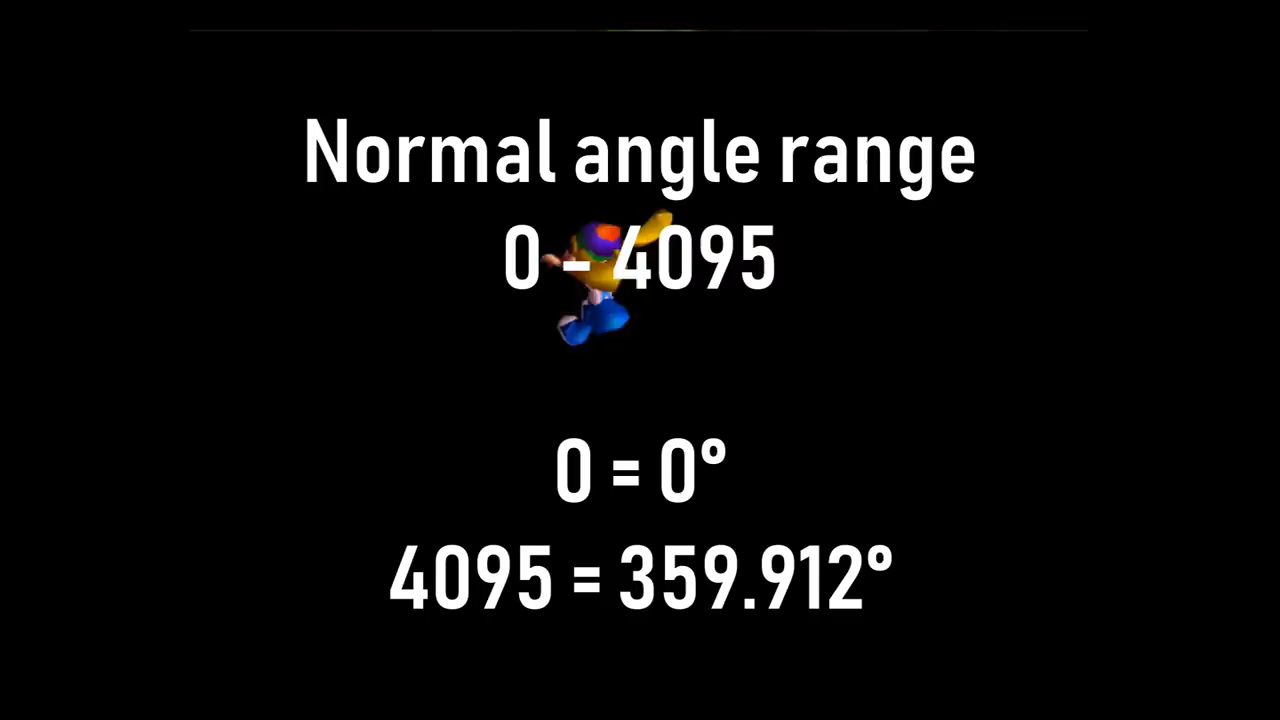 Normal angle range
0 - 4095
0 = 0°
4095 = 359.912°